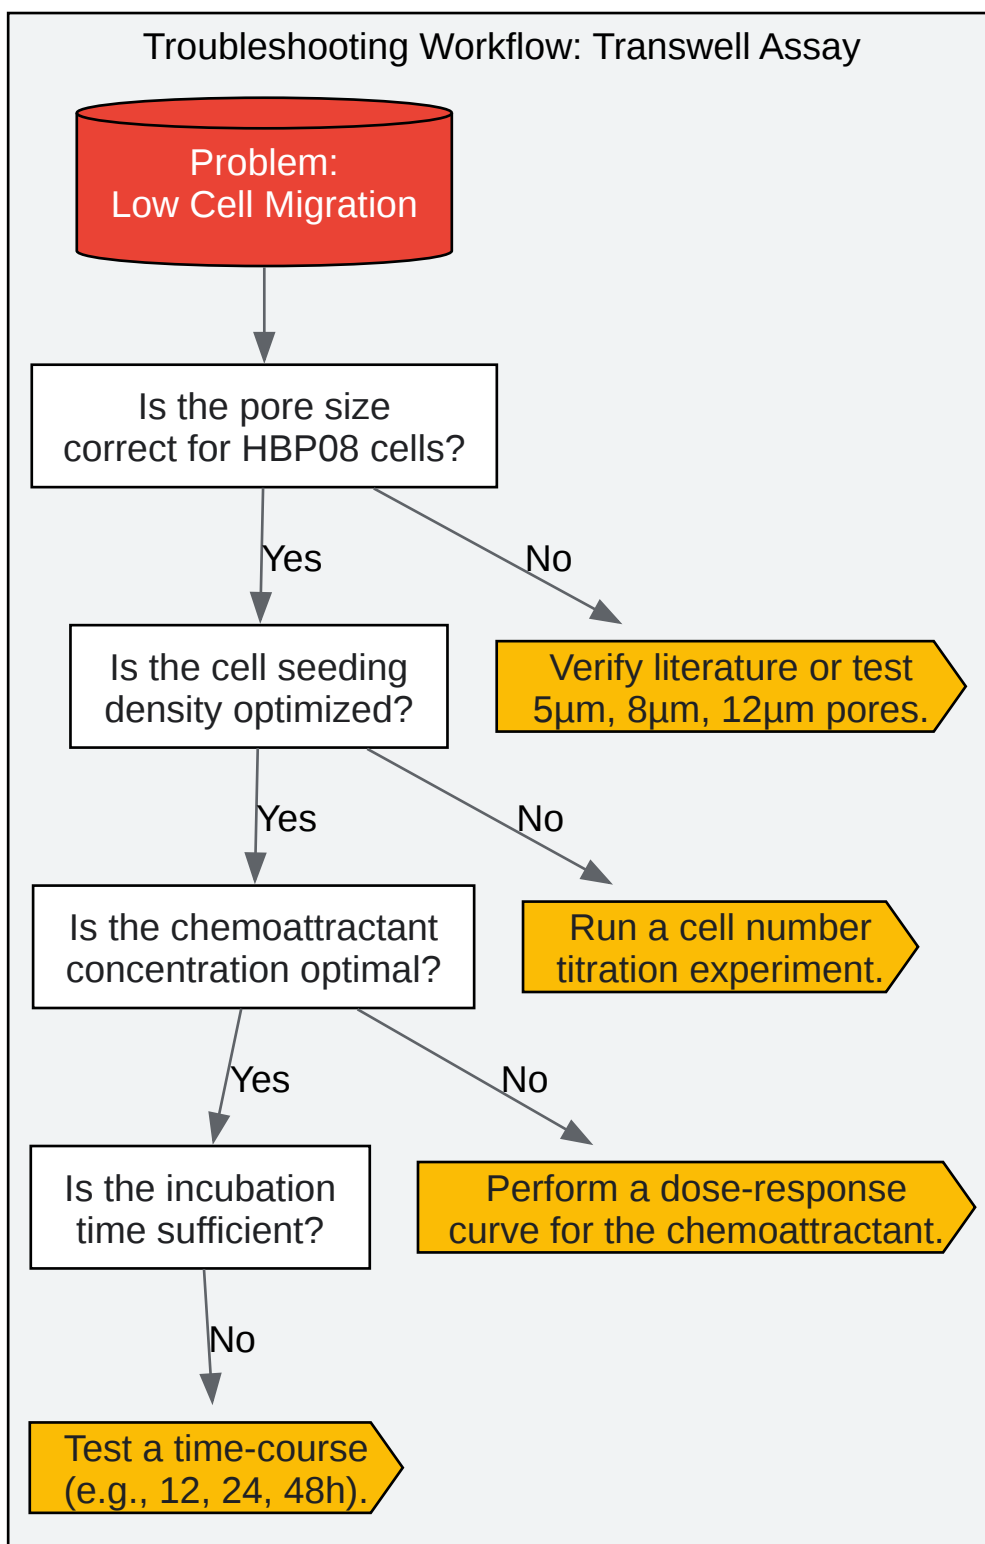 Troubleshooting Workflow: Transwell Assay
Problem:
Low Cell Migration
Is the pore size
correct for HBP08 cells?
Yes
No
Is the cell seeding
density optimized?
Verify literature or test
5µm, 8µm, 12µm pores.
Yes
No
Is the chemoattractant
concentration optimal?
Run a cell number
titration experiment.
Yes
No
Is the incubation
time sufficient?
Perform a dose-response
curve for the chemoattractant.
No
Test a time-course
(e.g., 12, 24, 48h).